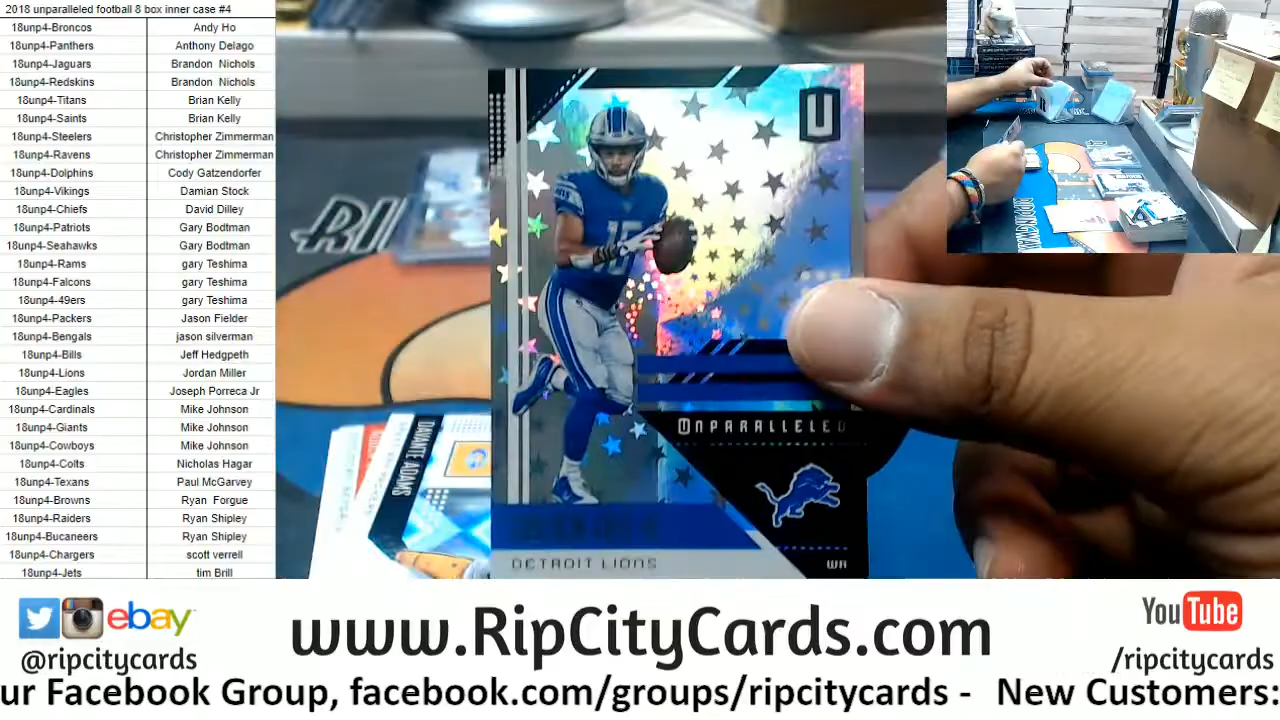 2018 unparalleled football 8 box inner case #4
18unp4-Broncos Andy Ho
18unp4-Panthers Anthony Delago
18unp4-Jaguars Brandon Nichols
18unp4-Redskins Brandon Nichols
18unp4-Titans Brian Kelly
18unp4-Saints Brian Kelly
18unp4-Steelers Christopher Zimmerman
18unp4-Ravens Christopher Zimmerman
18unp4-Dolphins Cody Gatzendorfer
18unp4-Vikings Damian Stock
18unp4-Chiefs David Dilley
18unp4-Patriots Gary Bodtman
18unp4-Seahawks Gary Bodtman
18unp4-Rams gary Teshima
18unp4-Falcons gary Teshima
18unp4-49ers gary Teshima
18unp4-Packers Jason Fielder
18unp4-Bengals jason silverman
18unp4-Bills Jeff Hedgpeth
18unp4-Lions Jordan Miller
18unp4-Eagles Joseph Porreca Jr
18unp4-Cardinals Mike Johnson
18unp4-Giants Mike Johnson
18unp4-Cowboys Mike Johnson
18unp4-Colts Nicholas Hagar
18unp4-Texans Paul McGarvey
18unp4-Browns Ryan Forgue
18unp4-Raiders Ryan Shipley
18unp4-Bucaneers Ryan Shipley
18unp4-Chargers scott verrell
18unp4-Jets tim Brill
U
UNPARALLELED
DETROIT LIONS
WR
DAVANTE ADAMS
ebay
@ripcitycards
www.RipCityCards.com
YouTube
/ripcitycards
ur Facebook Group, facebook.com/groups/ripcitycards - New Customers: